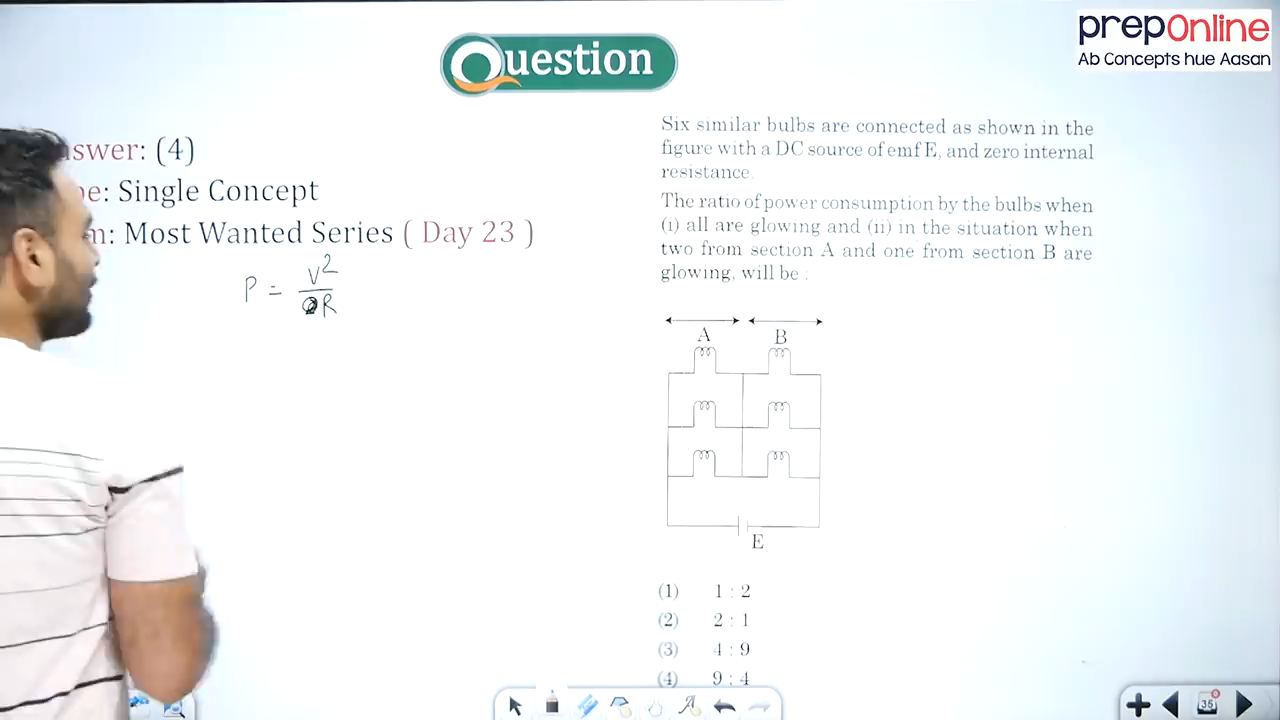 prepOnline
Ab Concepts hue Aasan
Question
swer: (4)
e: Single Concept
m: Most Wanted Series ( Day 23 )
P = V²
R
Six similar bulbs are connected as shown in the
figure with a DC source of emf E, and zero internal
resistance.
The ratio of power consumption by the bulbs when
(i) all are glowing and (ii) in the situation when
two from section A and one from section B are
glowing, will be :
A B
E
(1) 1 : 2
(2) 2 : 1
(3) 4 : 9
(4) 9 : 4
35